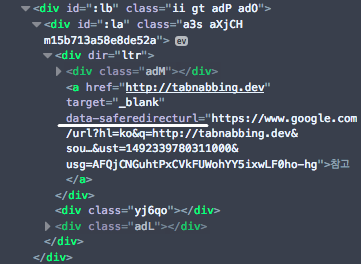 ▼<div id=":lb" class="ii gt adP adO">
▼<div id=":la" class="a3s aXjCH
m15b713a58e8de52a"> ev
▼<div dir="ltr">
▶<div class="adM"></div>
<a href="http://tabnabbing.dev"
target="_blank"
data-saferedirecturl="https://www.google.com
/url?hl=ko&q=http://tabnabbing.dev&
sou…&ust=1492339780311000&
usg=AFQjCNGuhtPxCVkFUWohYY5ixwLF0ho-hg">참고
</a>
</div>
<div class="yj6qo"></div>
▶<div class="adL"></div>
</div>
</div>